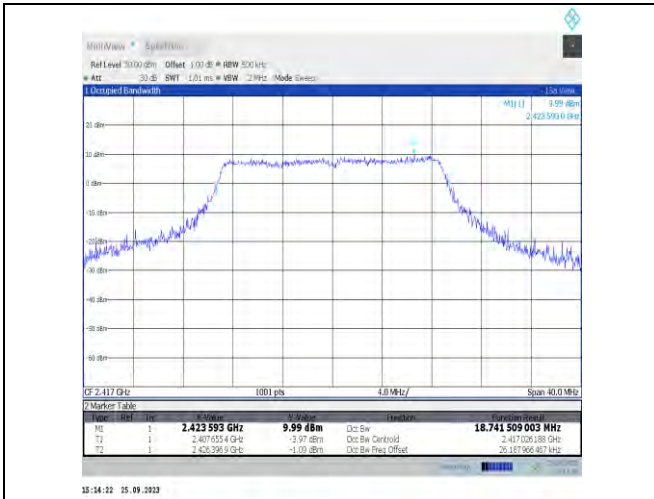 MultiView Spectrum
Ref Level 30.00 dBm Offset 1.00 dB RBW 500 kHz
Att 30 dB SWT 1.01 ms VBW 2 MHz Mode Sweep
1 Occupied Bandwidth
M1[1] 9.99 dBm
2.423 593 0 GHz
20 dBm
10 dBm
0 dBm
-10 dBm
-20 dBm
-30 dBm
-40 dBm
-50 dBm
-60 dBm
CF 2.417 GHz 1001 pts 4.0 MHz/ Span 40.0 MHz
2 Marker Table
Type Ref Trc X-Value Y-Value Function Function Result
M1 1 2.423 593 GHz 9.99 dBm Occ Bw 18.741 509 003 MHz
T1 1 2.407 655 4 GHz -3.97 dBm Occ Bw Centroid 2.417 026 188 GHz
T2 1 2.426 396 9 GHz -1.09 dBm Occ Bw Freq Offset 26.187 966 467 kHz
15:14:22 25.09.2023